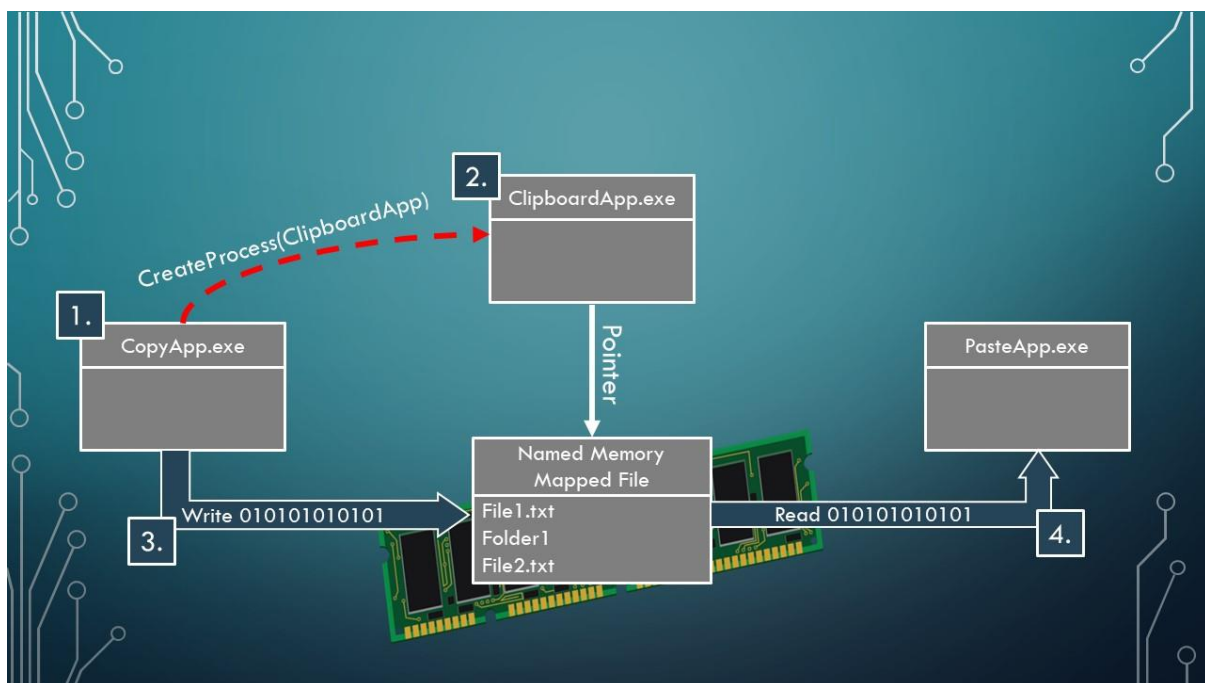 2.
ClipboardApp.exe
CreateProcess(ClipboardApp)
1.
CopyApp.exe
Pointer
PasteApp.exe
Named Memory
Mapped File
File1.txt
Folder1
File2.txt
Write 010101010101
3.
Read 010101010101
4.